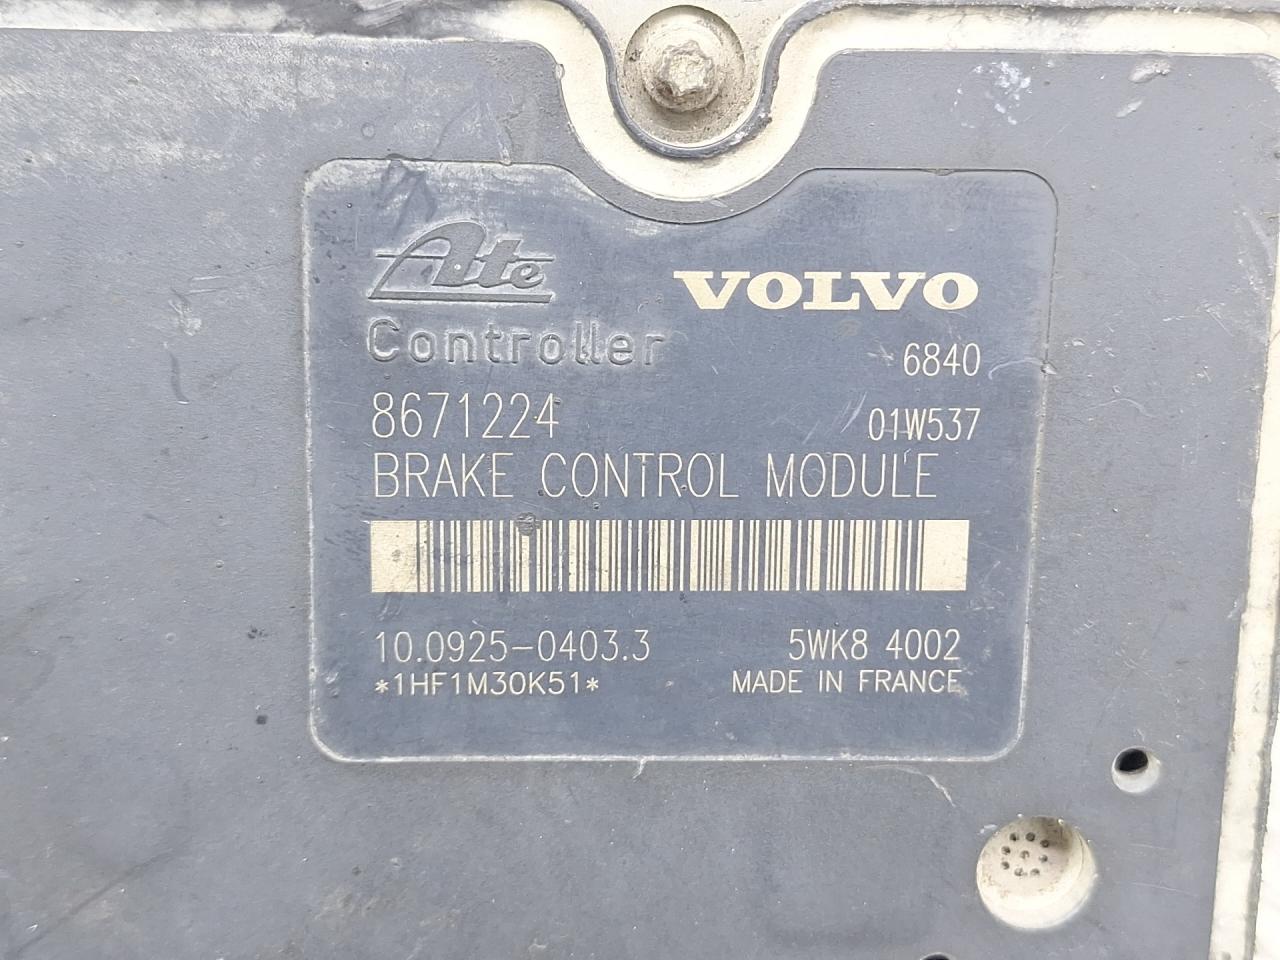 Ate VOLVO
Controller 6840
8671224 01W537
BRAKE CONTROL MODULE
10.0925-0403.3 5WK8 4002
*1HF1M30K51* MADE IN FRANCE